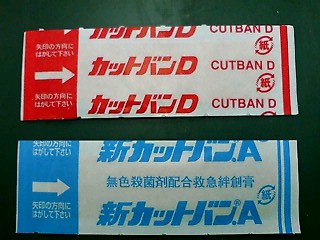 カットバンD CUTBAN D
矢印の方向に
はがして下さい
紙
カットバンD CUTBAN D
紙
矢印の方向に
はがして下さい
カットバンD CUTBAN D
矢印の方向に
はがして下さい
新カットバン.A
無色殺菌剤配合救急絆創膏
紙
矢印の方向に
はがして下さい
新カットバン.A